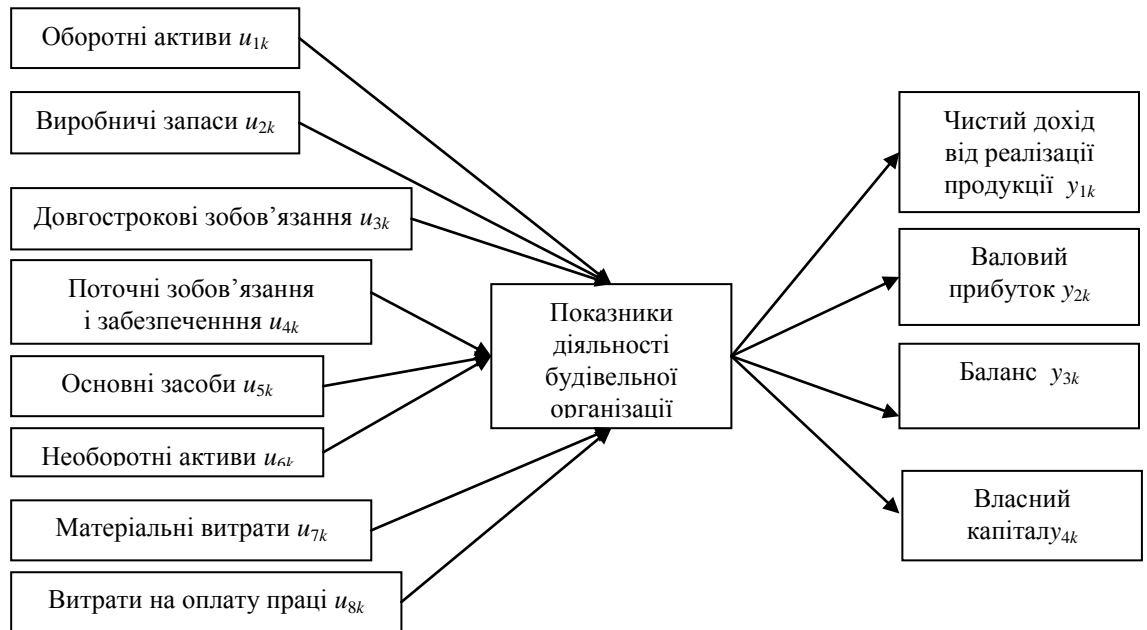 Оборотні активи u1k
Виробничі запаси u2k
Довгострокові зобов’язання u3k
Поточні зобов’язання
і забезпеченння u4k
Основні засоби u5k
Необоротні активи u6k
Матеріальні витрати u7k
Витрати на оплату праці u8k
Показники
діяльності
будівельної
організації
Чистий дохід
від реалізації
продукції y1k
Валовий
прибуток y2k
Баланс y3k
Власний
капіталy4k